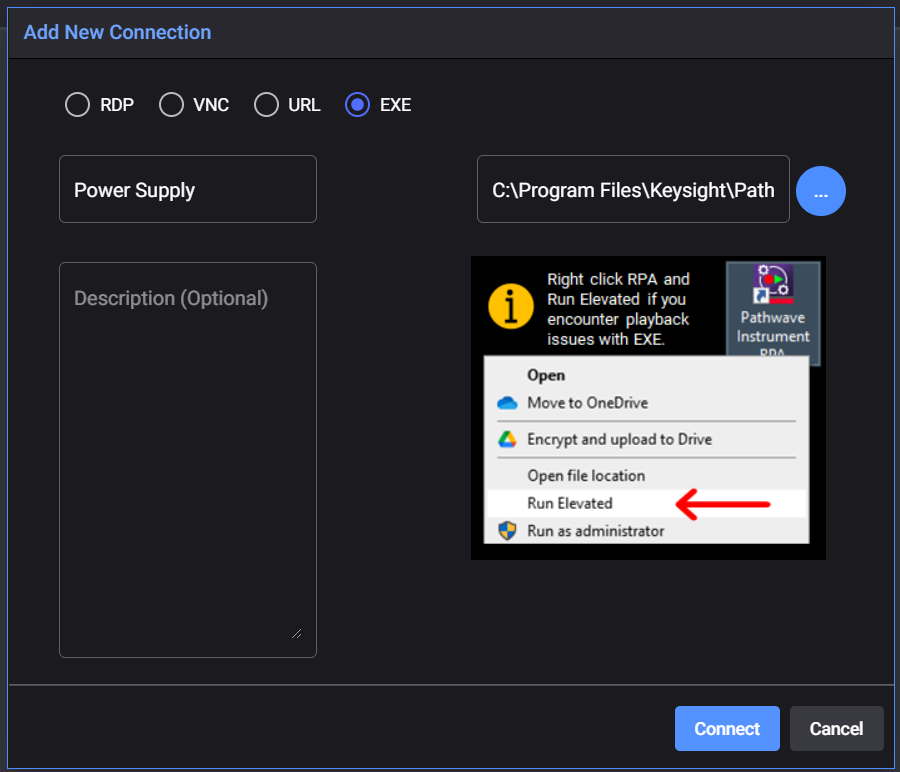 Add New Connection
RDP VNC URL EXE
Power Supply
C:\Program Files\Keysight\Path
...
Description (Optional)
Right click RPA and
Run Elevated if you
encounter playback
issues with EXE.
Pathwave
Instrument
RPA
Open
Move to OneDrive
Encrypt and upload to Drive
Open file location
Run Elevated
Run as administrator
Connect Cancel